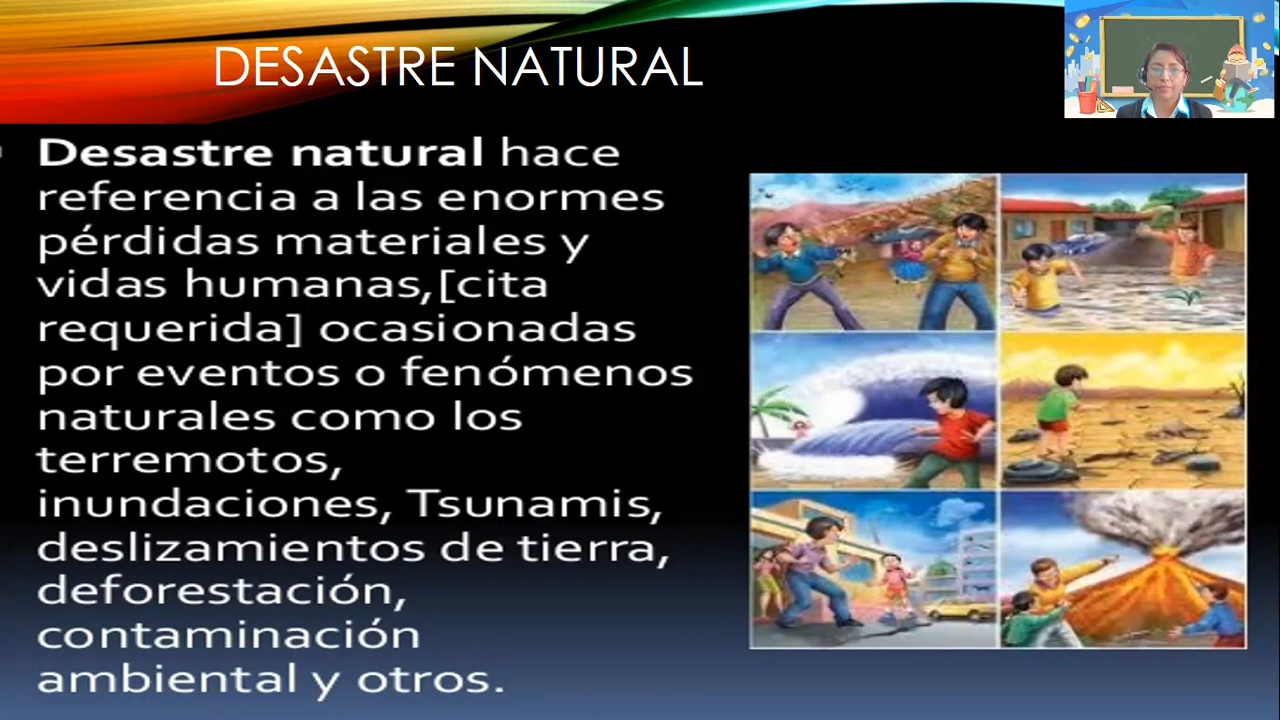 DESASTRE NATURAL
Desastre natural hace
referencia a las enormes
pérdidas materiales y
vidas humanas,[cita
requerida] ocasionadas
por eventos o fenómenos
naturales como los
terremotos,
inundaciones, Tsunamis,
deslizamientos de tierra,
deforestación,
contaminación
ambiental y otros.